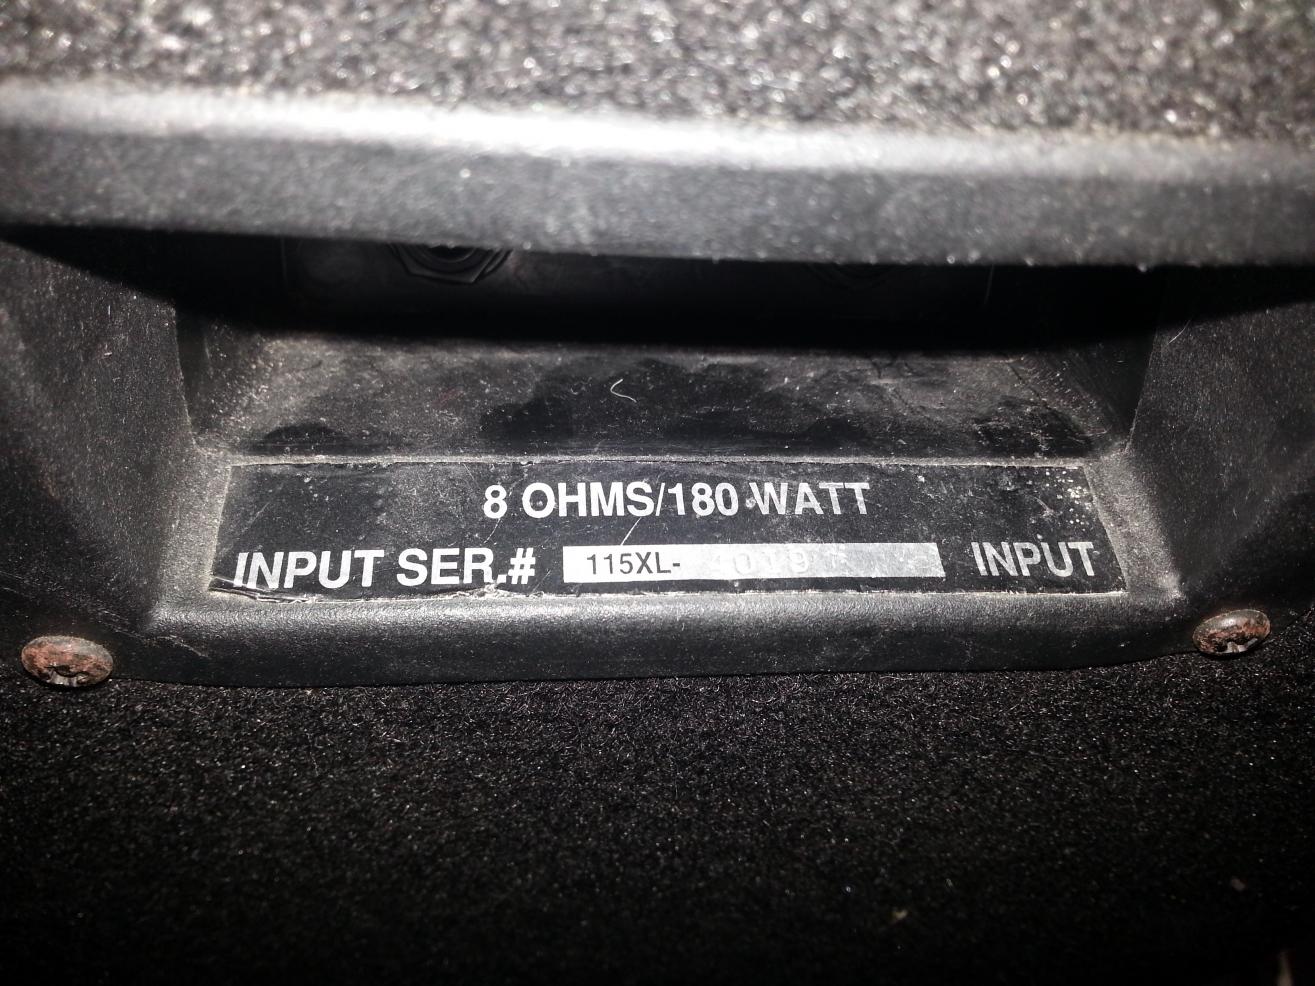 8 OHMS/180 WATT
INPUT SER.# 115XL- INPUT